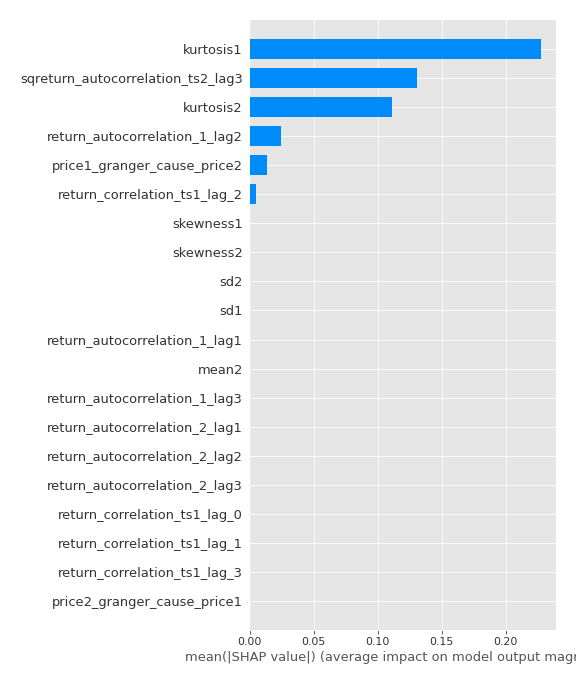 kurtosis1
sqreturn_autocorrelation_ts2_lag3
kurtosis2
return_autocorrelation_1_lag2
price1_granger_cause_price2
return_correlation_ts1_lag_2
skewness1
skewness2
sd2
sd1
return_autocorrelation_1_lag1
mean2
return_autocorrelation_1_lag3
return_autocorrelation_2_lag1
return_autocorrelation_2_lag2
return_autocorrelation_2_lag3
return_correlation_ts1_lag_0
return_correlation_ts1_lag_1
return_correlation_ts1_lag_3
price2_granger_cause_price1
0.00 0.05 0.10 0.15 0.20
mean(|SHAP value|) (average impact on model output magn